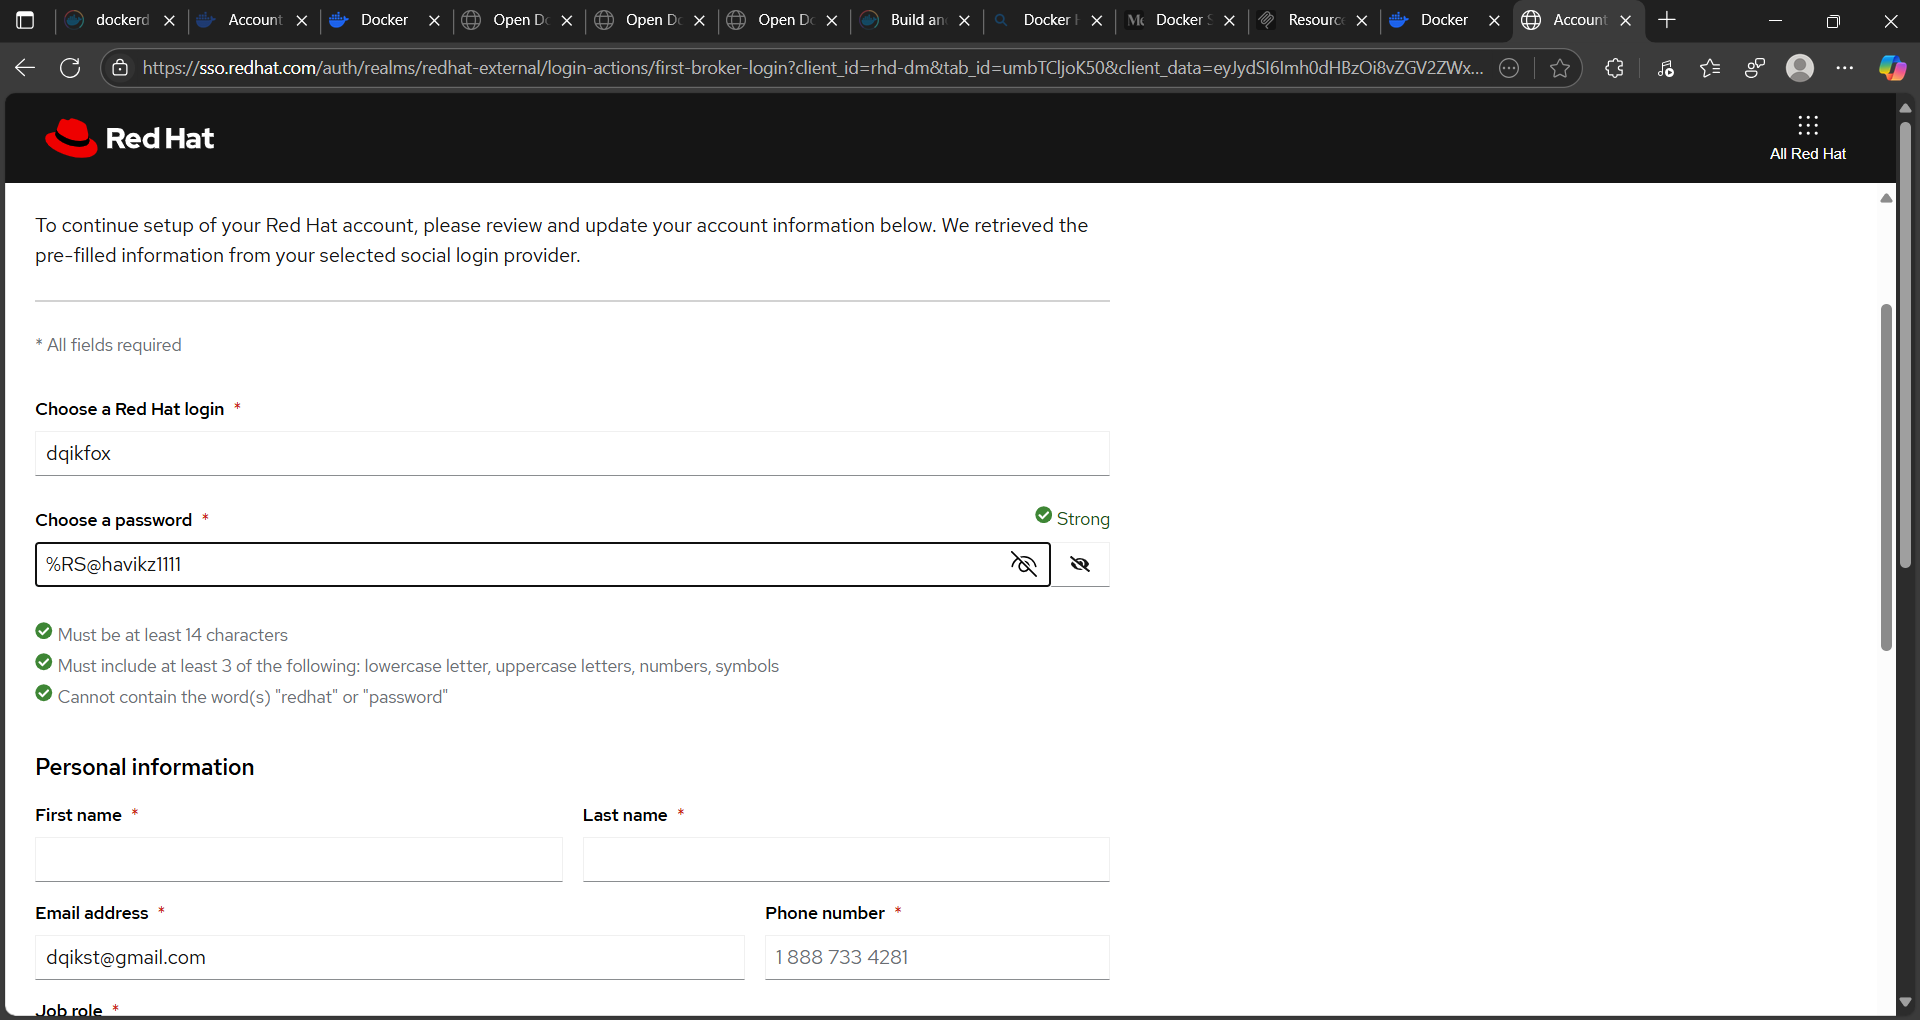 dockerd
Account
Docker
Open Do
Open Do
Open Do
Build an
Docker H
Docker S
Resource
Docker
Account
https://sso.redhat.com/auth/realms/redhat-external/login-actions/first-broker-login?client_id=rhd-dm&tab_id=umbTCljoK50&client_data=eyJydSI6Imh0dHBzOi8vZGV2ZWx...
Red Hat
All Red Hat
To continue setup of your Red Hat account, please review and update your account information below. We retrieved the
pre-filled information from your selected social login provider.
* All fields required
Choose a Red Hat login *
dqikfox
Choose a password *
Strong
%RS@havikz1111
Must be at least 14 characters
Must include at least 3 of the following: lowercase letter, uppercase letters, numbers, symbols
Cannot contain the word(s) "redhat" or "password"
Personal information
First name * Last name *
Email address * Phone number *
dqikst@gmail.com 1 888 733 4281
Job role *